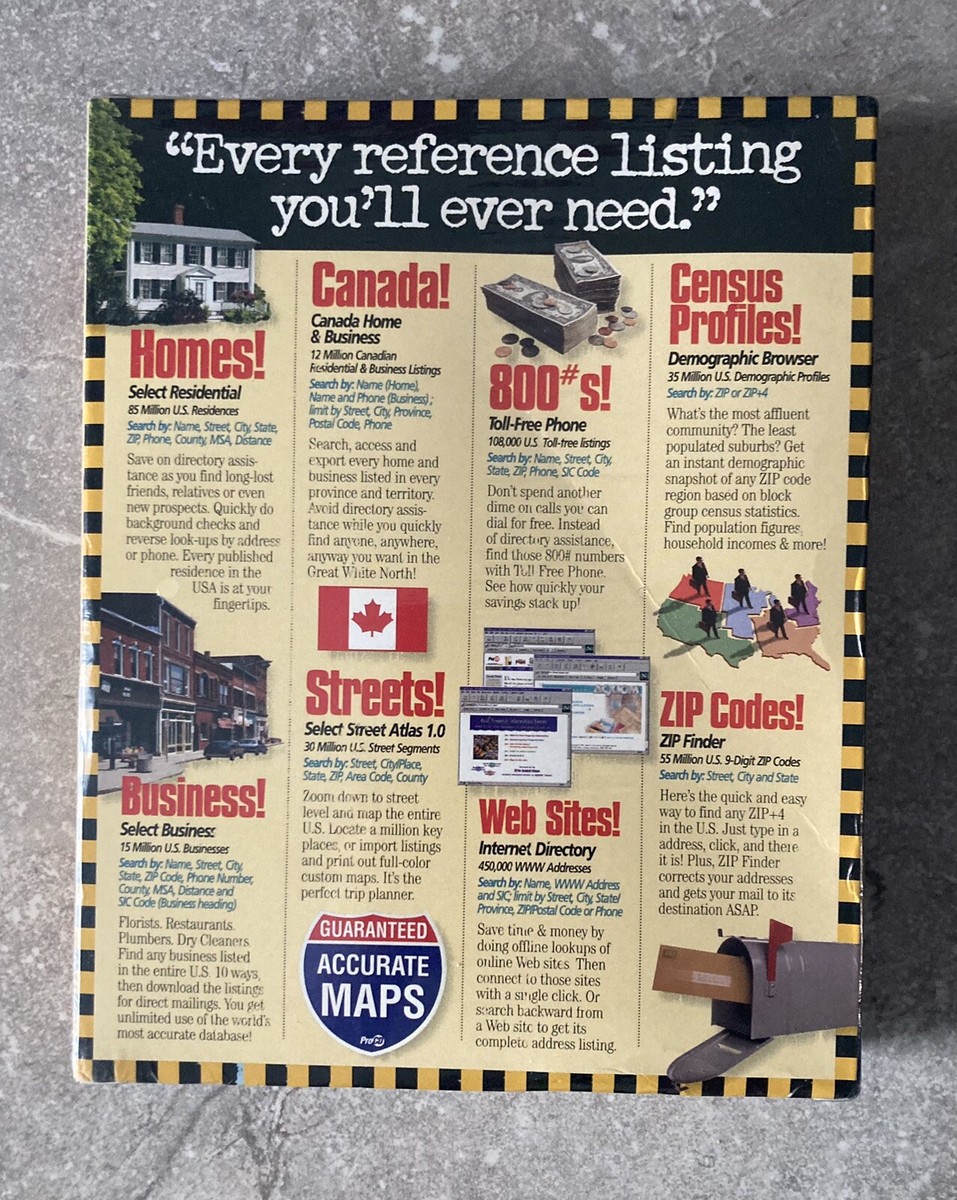 “Every reference listing
you’ll ever need.”
Homes!
Select Residential
85 Million U.S. Residences
Search by: Name, Street, City, State,
ZIP, Phone, County, MSA, Distance
Save on directory assis-
tance as you find long-lost
friends, relatives or even
new prospects. Quickly do
background checks and
reverse look-ups by address
or phone. Every published
residence in the
USA is at your
fingertips.
Business!
Select Business
15 Million U.S. Businesses
Search by: Name, Street, City,
State, ZIP Code, Phone Number,
County, MSA, Distance and
SIC Code (Business heading)
Florists. Restaurants.
Plumbers. Dry Cleaners.
Find any business listed
in the entire U.S. 10 ways,
then download the listings
for direct mailings. You get
unlimited use of the world’s
most accurate database!
Canada!
Canada Home
& Business
12 Million Canadian
Residential & Business Listings
Search by: Name (Home),
Name and Phone (Business) ;
limit by Street, City, Province,
Postal Code, Phone
Search, access and
export every home and
business listed in every
province and territory.
Avoid directory assis-
tance while you quickly
find anyone, anywhere,
anyway you want in the
Great White North!
Streets!
Select Street Atlas 1.0
30 Million U.S. Street Segments
Search by: Street, City/Place,
State, ZIP, Area Code, County
Zoom down to street
level and map the entire
U.S. Locate a million key
places, or import listings
and print out full-color
custom maps. It’s the
perfect trip planner.
GUARANTEED
ACCURATE
MAPS
ProCD
800#s!
Toll-Free Phone
108,000 U.S. Toll-free listings
Search by: Name, Street, City,
State, ZIP, Phone, SIC Code
Don’t spend another
dime on calls you can
dial for free. Instead
of directory assistance,
find those 800# numbers
with Toll Free Phone.
See how quickly your
savings stack up!
Web Sites!
Internet Directory
450,000 WWW Addresses
Search by: Name, WWW Address
and SIC; limit by Street, City, State/
Province, ZIP/Postal Code or Phone
Save time & money by
doing offline lookups of
online Web sites. Then
connect to those sites
with a single click. Or
search backward from
a Web site to get its
complete address listing.
Census
Profiles!
Demographic Browser
35 Million U.S. Demographic Profiles
Search by: ZIP or ZIP+4
What’s the most affluent
community? The least
populated suburbs? Get
an instant demographic
snapshot of any ZIP code
region based on block
group census statistics.
Find population figures,
household incomes & more!
ZIP Codes!
ZIP Finder
55 Million U.S. 9-Digit ZIP Codes
Search by: Street, City and State
Here’s the quick and easy
way to find any ZIP+4
in the U.S. Just type in a
address, click, and there
it is! Plus, ZIP Finder
corrects your addresses
and gets your mail to its
destination ASAP.